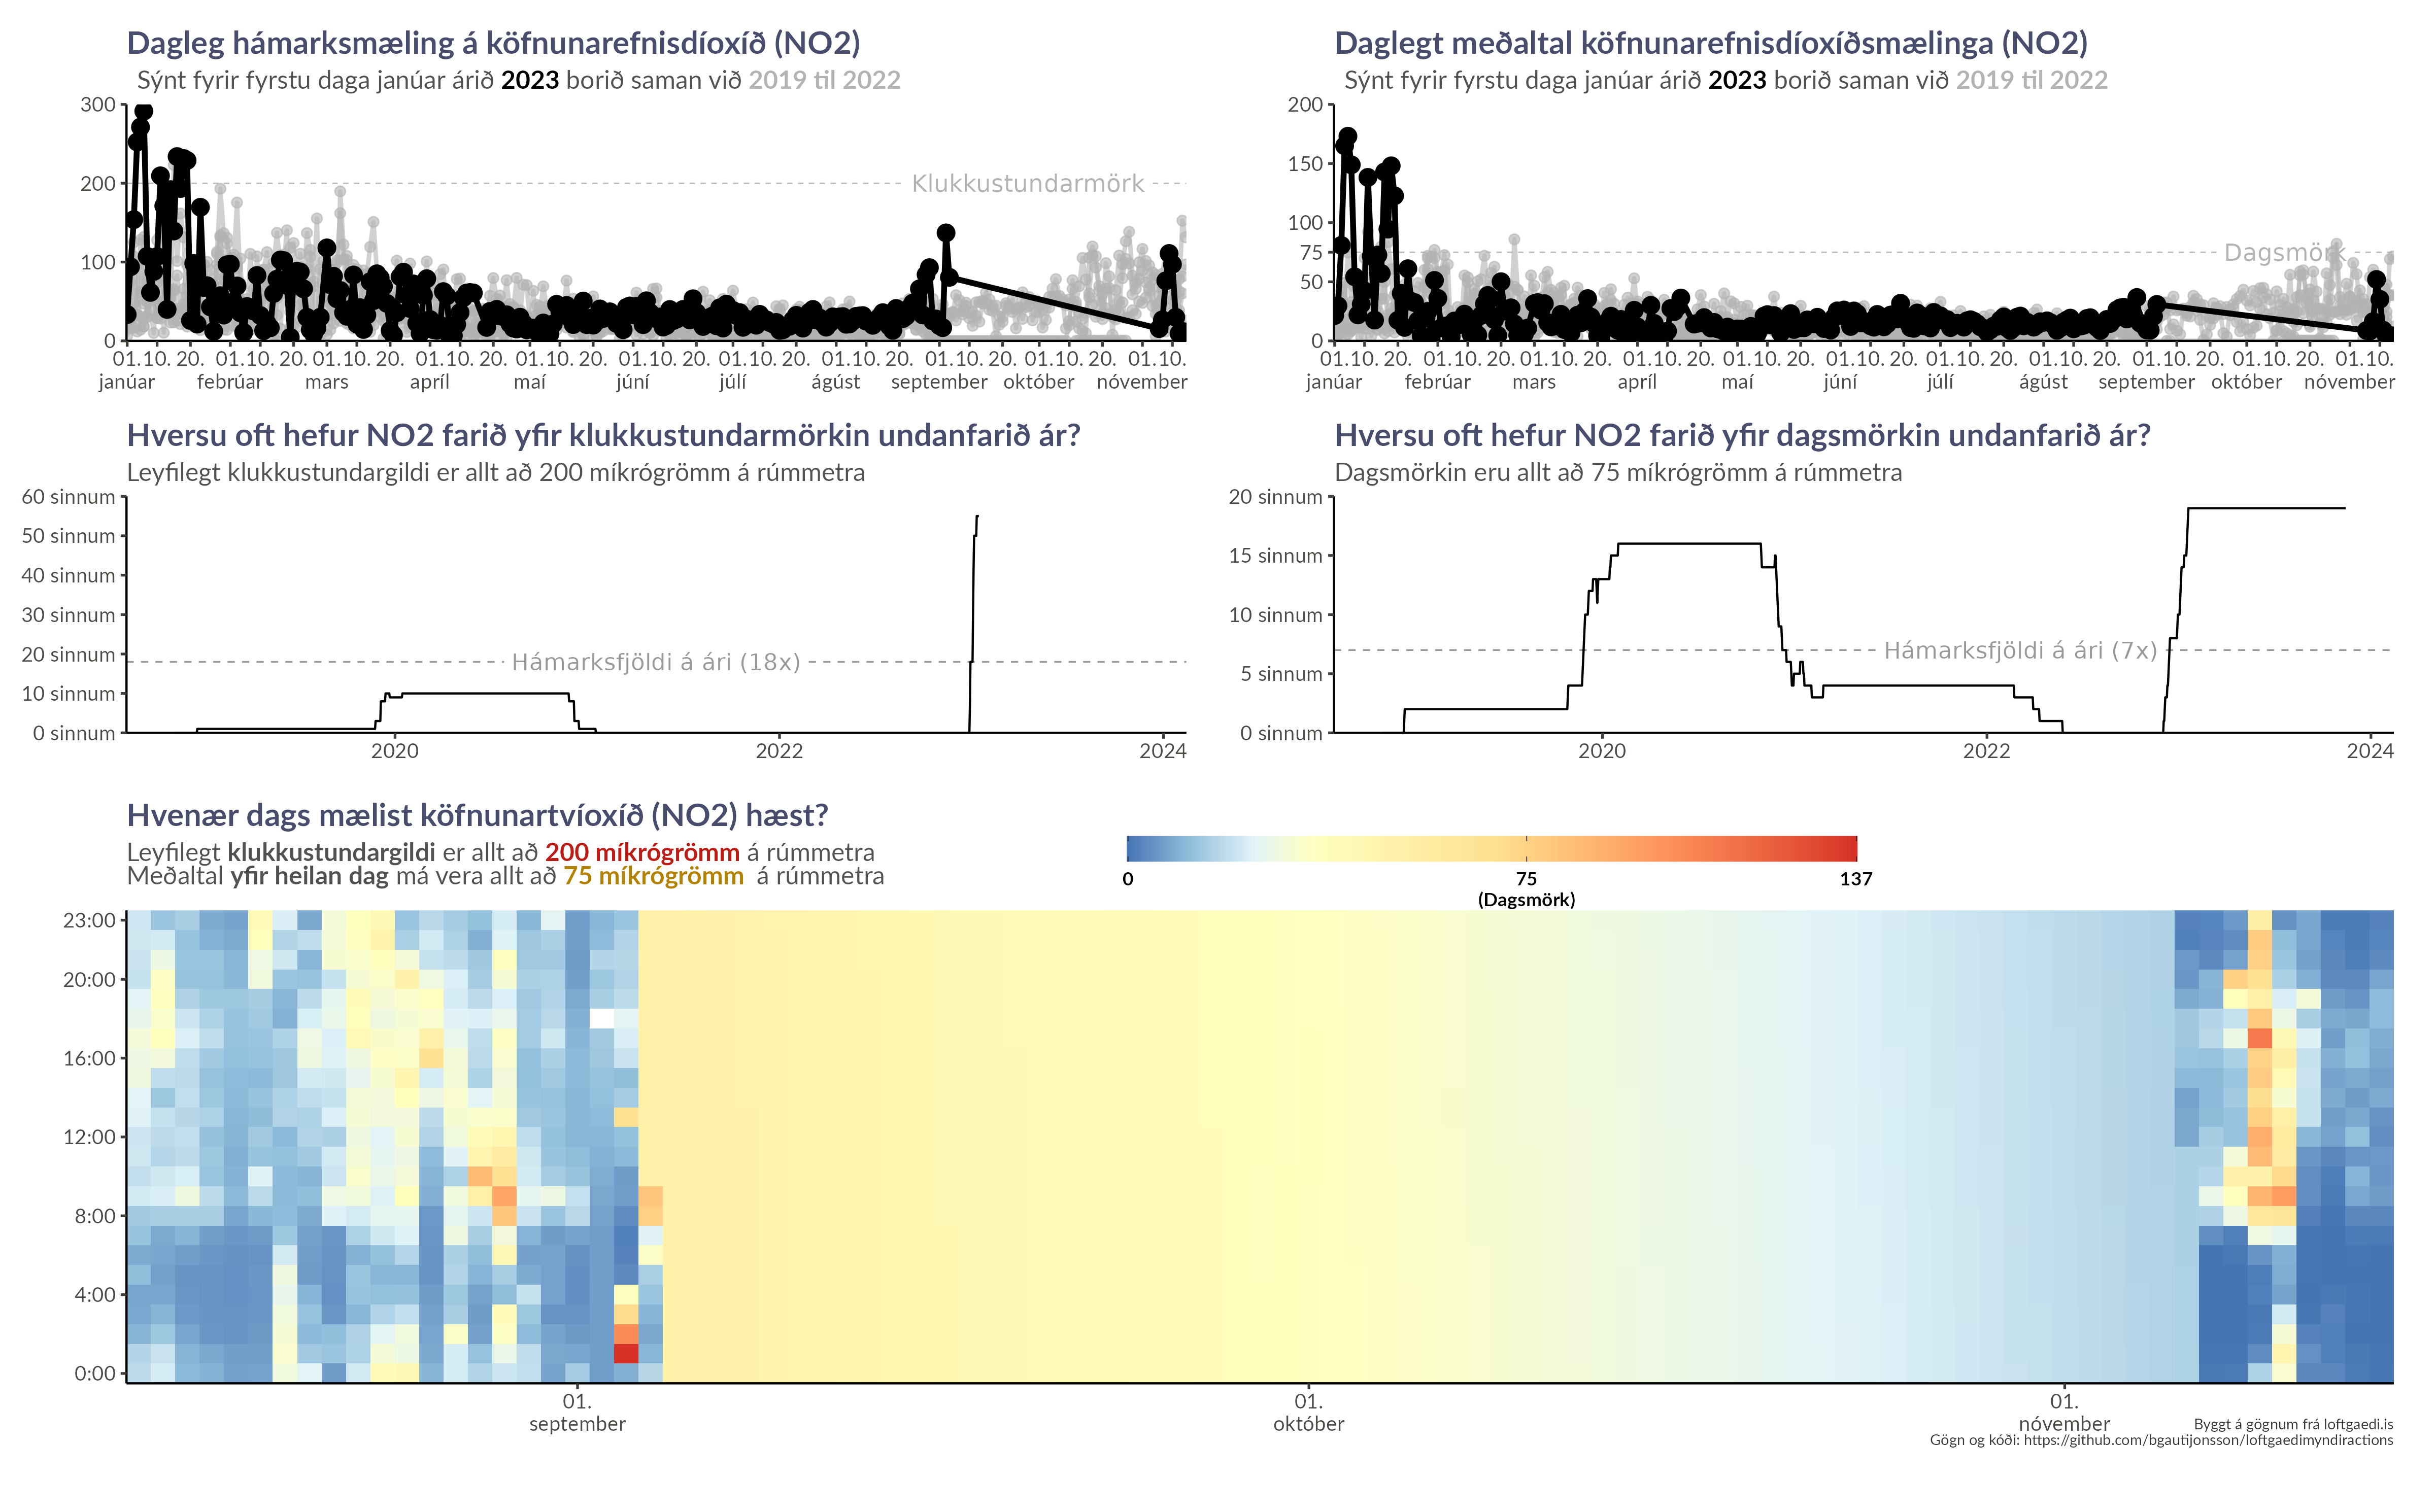 Dagleg hámarksmæling á köfnunarefnisdíoxíð (NO2)
Sýnt fyrir fyrstu daga janúar árið 2023 borið saman við 2019 til 2022
300
200
100
0
Klukkustundarmörk
01. 10. 20. 01. 10. 20. 01. 10. 20. 01. 10. 20. 01. 10. 20. 01. 10. 20. 01. 10. 20. 01. 10. 20. 01. 10. 20. 01. 10. 20. 01. 10.
janúar febrúar mars apríl maí júní júlí ágúst september október nóvember
Daglegt meðaltal köfnunarefnisdíoxíðsmælinga (NO2)
Sýnt fyrir fyrstu daga janúar árið 2023 borið saman við 2019 til 2022
200
150
100
75
50
0
Dagsmörk
01. 10. 20. 01. 10. 20. 01. 10. 20. 01. 10. 20. 01. 10. 20. 01. 10. 20. 01. 10. 20. 01. 10. 20. 01. 10. 20. 01. 10. 20. 01. 10.
janúar febrúar mars apríl maí júní júlí ágúst september október nóvember
Hversu oft hefur NO2 farið yfir klukkustundarmörkin undanfarið ár?
Leyfilegt klukkustundargildi er allt að 200 míkrógrömm á rúmmetra
60 sinnum
50 sinnum
40 sinnum
30 sinnum
20 sinnum
10 sinnum
0 sinnum
Hámarksfjöldi á ári (18x)
2020 2022 2024
Hversu oft hefur NO2 farið yfir dagsmörkin undanfarið ár?
Dagsmörkin eru allt að 75 míkrógrömm á rúmmetra
20 sinnum
15 sinnum
10 sinnum
5 sinnum
0 sinnum
Hámarksfjöldi á ári (7x)
2020 2022 2024
Hvenær dags mælist köfnunartvíoxíð (NO2) hæst?
Leyfilegt klukkustundargildi er allt að 200 míkrógrömm á rúmmetra
Meðaltal yfir heilan dag má vera allt að 75 míkrógrömm á rúmmetra
0 75 137
(Dagsmörk)
23:00
20:00
16:00
12:00
8:00
4:00
0:00
01. 01. 01.
september október nóvember
Byggt á gögnum frá loftgaedi.is
Gögn og kóði: https://github.com/bgautijonsson/loftgaedimyndiractions